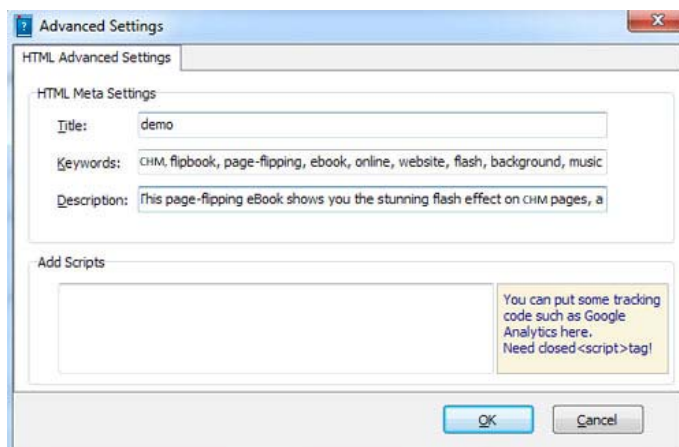 Advanced Settings
HTML Advanced Settings
HTML Meta Settings
Title: demo
Keywords: CHM, flipbook, page-flipping, ebook, online, website, flash, background, music
Description: This page-flipping eBook shows you the stunning flash effect on CHM pages, a
Add Scripts
You can put some tracking
code such as Google
Analytics here.
Need closed<script>tag!
OK Cancel